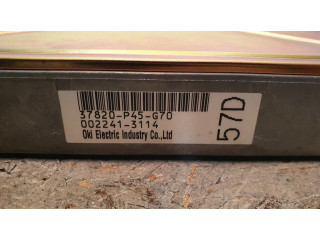 37820-P45-G70
002241-3114
Oki Electric Industry Co.,Ltd
57D